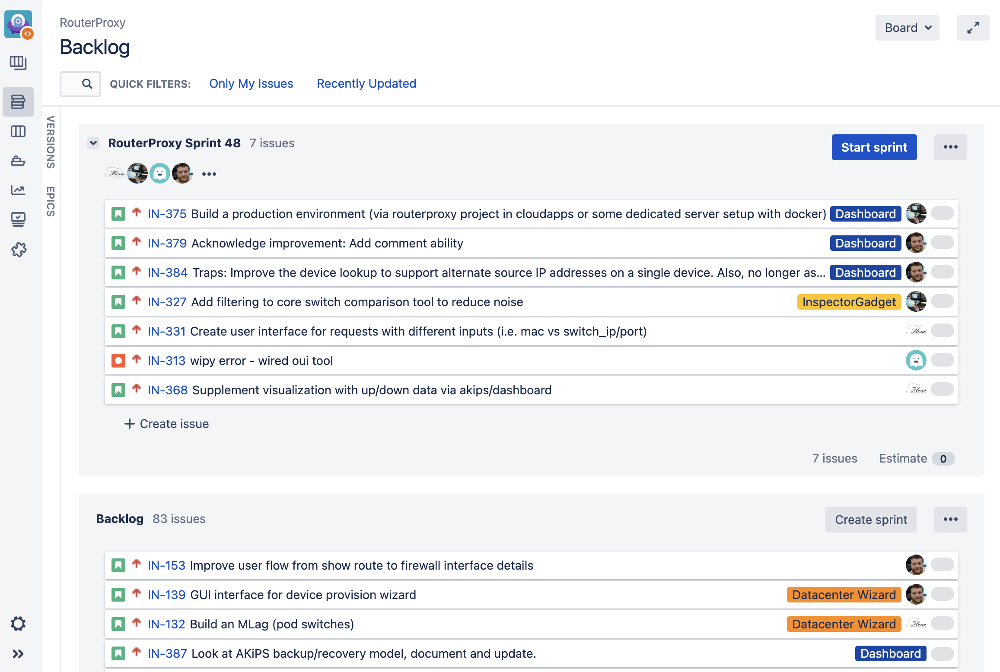 RouterProxy
Backlog
Board
QUICK FILTERS: Only My Issues Recently Updated
VERSIONS
EPICS
RouterProxy Sprint 48 7 issues
Start sprint
Florio
IN-375 Build a production environment (via routerproxy project in cloudapps or some dedicated server setup with docker) Dashboard
IN-379 Acknowledge improvement: Add comment ability Dashboard
IN-384 Traps: Improve the device lookup to support alternate source IP addresses on a single device. Also, no longer as... Dashboard
IN-327 Add filtering to core switch comparison tool to reduce noise InspectorGadget
IN-331 Create user interface for requests with different inputs (i.e. mac vs switch_ip/port) Florio
IN-313 wipy error - wired oui tool
IN-368 Supplement visualization with up/down data via akips/dashboard Florio
+ Create issue
7 issues Estimate 0
Backlog 83 issues
Create sprint
IN-153 Improve user flow from show route to firewall interface details
IN-139 GUI interface for device provision wizard Datacenter Wizard
IN-132 Build an MLag (pod switches) Datacenter Wizard Florio
IN-387 Look at AKiPS backup/recovery model, document and update. Dashboard